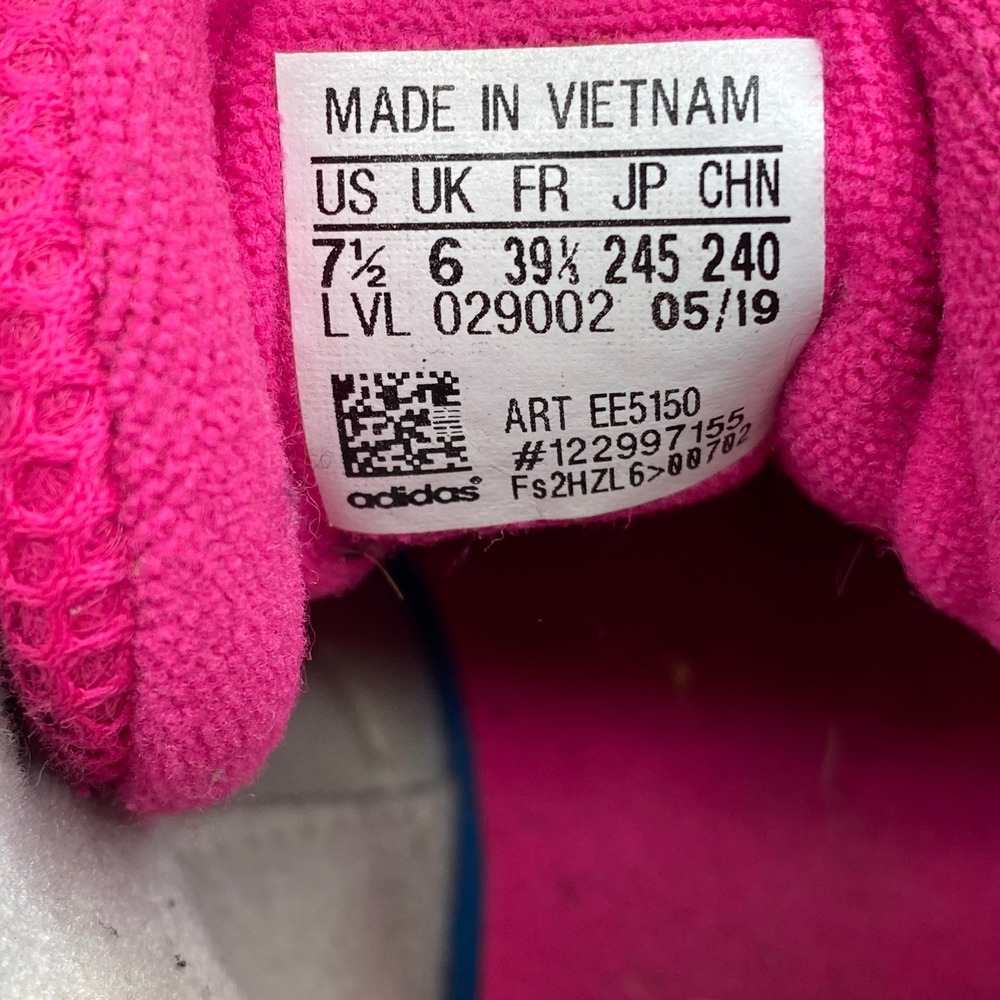 MADE IN VIETNAM
US UK FR JP CHN
7½ 6 39⅓ 245 240
LVL 029002 05/19
ART EE5150
#122997155
Fs2HZL6>00702
adidas®